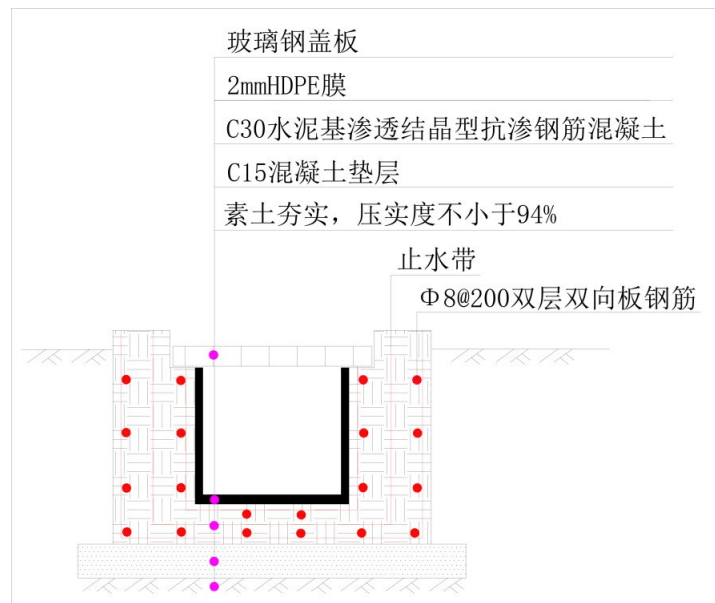 玻璃钢盖板
2mmHDPE膜
C30水泥基渗透结晶型抗渗钢筋混凝土
C15混凝土垫层
素土夯实，压实度不小于94%
止水带
Φ8@200双层双向板钢筋